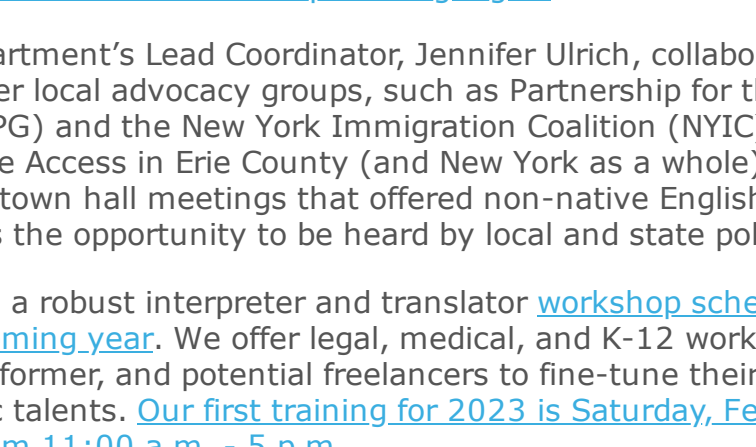 artment's Lead Coordinator, Jennifer Ulrich, collabo
er local advocacy groups, such as Partnership for t
PG) and the New York Immigration Coalition (NYIC
e Access in Erie County (and New York as a whole)
town hall meetings that offered non-native English
s the opportunity to be heard by local and state pol
a robust interpreter and translator workshop sche
ming year. We offer legal, medical, and K-12 work
former, and potential freelancers to fine-tune their
c talents. Our first training for 2023 is Saturday, Fe
m 11:00 a.m. - 5 p.m.